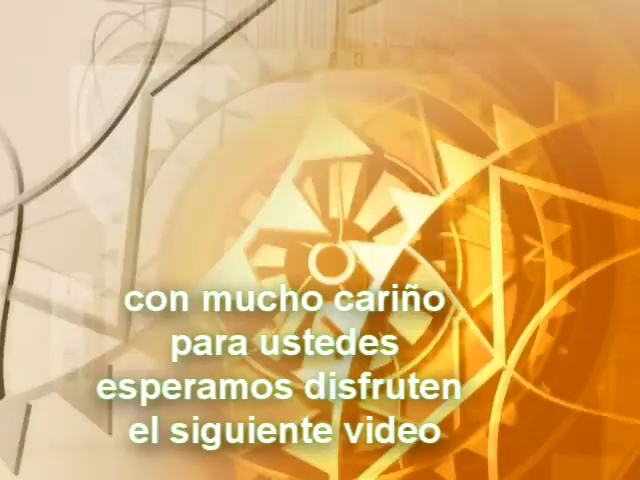 con mucho cariño
para ustedes
esperamos disfruten
el siguiente video